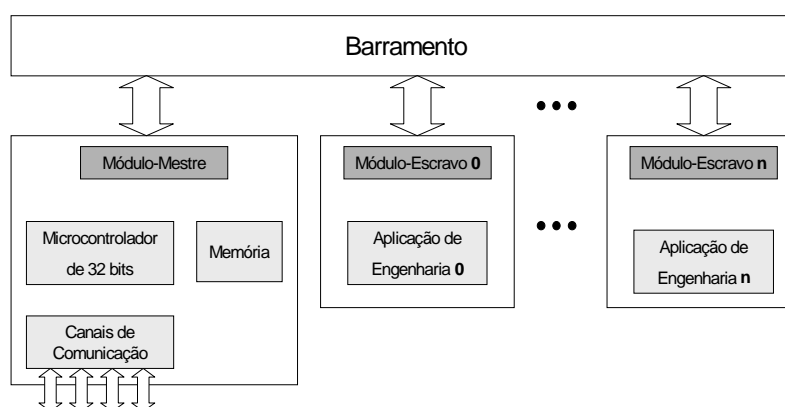 Barramento
Módulo-Mestre
Microcontrolador
de 32 bits
Memória
Canais de
Comunicação
Módulo-Escravo 0
Aplicação de
Engenharia 0
Módulo-Escravo n
Aplicação de
Engenharia n